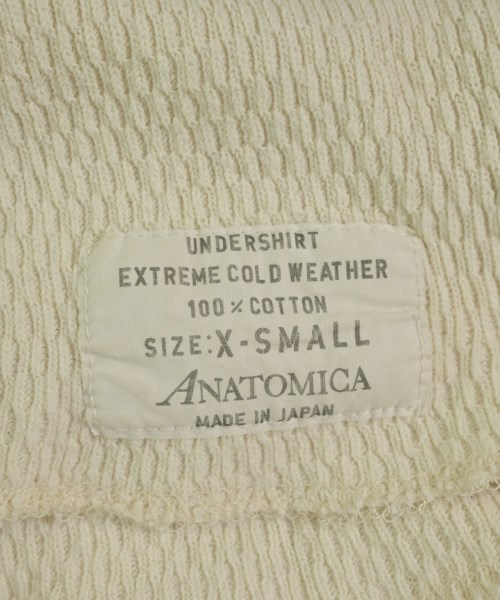 UNDERSHIRT
EXTREME COLD WEATHER
100% COTTON
SIZE: X-SMALL
ANATOMICA
MADE IN JAPAN